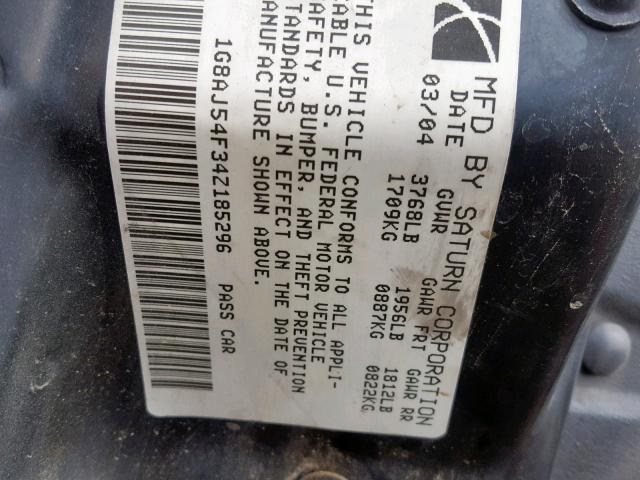 MFD BY SATURN CORPORATION
DATE GVWR GAWR FRT GAWR RR
03/04 3768LB 1956LB 1812LB
1709KG 0887KG 0822KG
THIS VEHICLE CONFORMS TO ALL APPLI-
CABLE U.S. FEDERAL MOTOR VEHICLE
SAFETY, BUMPER, AND THEFT PREVENTION
STANDARDS IN EFFECT ON THE DATE OF
MANUFACTURE SHOWN ABOVE.
1G8AJ54F34Z185296 PASS CAR